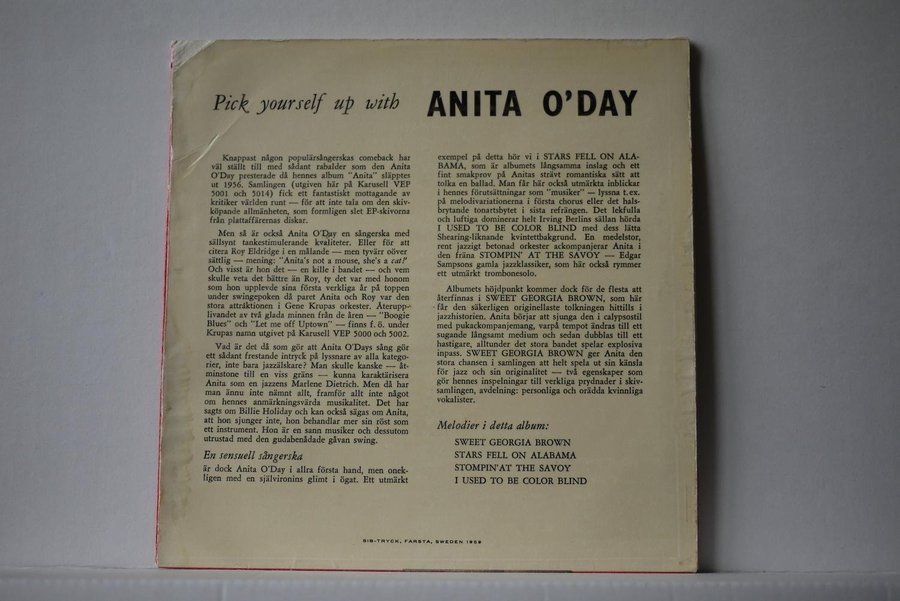 Pick yourself up with ANITA O'DAY
Knappast någon populärsångerskas comeback har
väl ställt till med sådant rabalder som den Anita
O'Day presterade då hennes album "Anita" släpptes
ut 1956. Samlingen (utgiven här på Karusell VEP
5001 och 5014) fick ett fantastiskt mottagande av
kritiker världen runt — för att inte tala om den skiv-
köpande allmänheten, som formligen slet EP-skivorna
från plattaffärernas diskar.
Men så är också Anita O'Day en sångerska med
sällsynt tankestimulerande kvaliteter. Eller för att
citera Roy Eldridge i en målande — men tyvärr oöver
sättlig — mening: "Anita's not a mouse, she's a cat!"
Och visst är hon det — en kille i bandet — och vem
skulle veta det bättre än Roy, ty det var med honom
som hon upplevde sina första verkliga år på toppen
under swingepoken då paret Anita och Roy var den
stora attraktionen i Gene Krupas orkester. Återupp-
livandet av två glada minnen från de åren — "Boogie
Blues" och "Let me off Uptown" — finns f. ö. under
Krupas namn utgivet på Karusell VEP 5000 och 5002.
Vad är det då som gör att Anita O'Days sång gör
ett sådant frestande intryck på lyssnare av alla katego-
rier, inte bara jazzälskare? Man skulle kanske — åt-
minstone till en viss gräns — kunna karaktärisera
Anita som en jazzens Marlene Dietrich. Men då har
man ännu inte nämnt allt, framför allt inte något
om hennes anmärkningsvärda musikalitet. Det har
sagts om Billie Holiday och kan också sägas om Anita,
att hon sjunger inte, hon behandlar mer sin röst som
ett instrument. Hon är en sann musiker och dessutom
utrustad med den gudabenådade gåvan swing.
En sensuell sångerska
är dock Anita O'Day i allra första hand, men onek-
ligen med en självironins glimt i ögat. Ett utmärkt
exempel på detta hör vi i STARS FELL ON ALA-
BAMA, som är albumets långsamma inslag och ett
fint smakprov på Anitas strävt romantiska sätt att
tolka en ballad. Man får här också utmärkta inblickar
i hennes förutsättningar som "musiker" — lyssna t.ex.
på melodivariationerna i första chorus eller det hals-
brytande tonartsbytet i sista refrängen. Det lekfulla
och luftiga dominerar helt Irving Berlins sällan hörda
I USED TO BE COLOR BLIND med dess lätta
Shearing-liknande kvintettbakgrund. En medelstor,
rent jazzigt betonad orkester ackompanjerar Anita i
den fräna STOMPIN' AT THE SAVOY — Edgar
Sampsons gamla jazzklassiker, som här också rymmer
ett utmärkt trombonesolo.
Albumets höjdpunkt kommer dock för de flesta att
återfinnas i SWEET GEORGIA BROWN, som här
får den säkerligen originellaste tolkningen hittills i
jazzhistorien. Anita börjar att sjunga den i calypsostil
med pukackompanjemang, varpå tempot ändras till ett
sugande långsamt medium och sedan dubblas till ett
hastigare, alltunder det stora bandet spelar explosiva
inpass. SWEET GEORGIA BROWN ger Anita den
stora chansen i samlingen att helt spela ut sin känsla
för jazz och sin originalitet — två egenskaper som
gör hennes inspelningar till verkliga prydnader i skiv-
samlingen, avdelning: personliga och orädda kvinnliga
vokalister.
Melodier i detta album:
SWEET GEORGIA BROWN
STARS FELL ON ALABAMA
STOMPIN'AT THE SAVOY
I USED TO BE COLOR BLIND
SIB-TRYCK, FARSTA, SWEDEN 1959